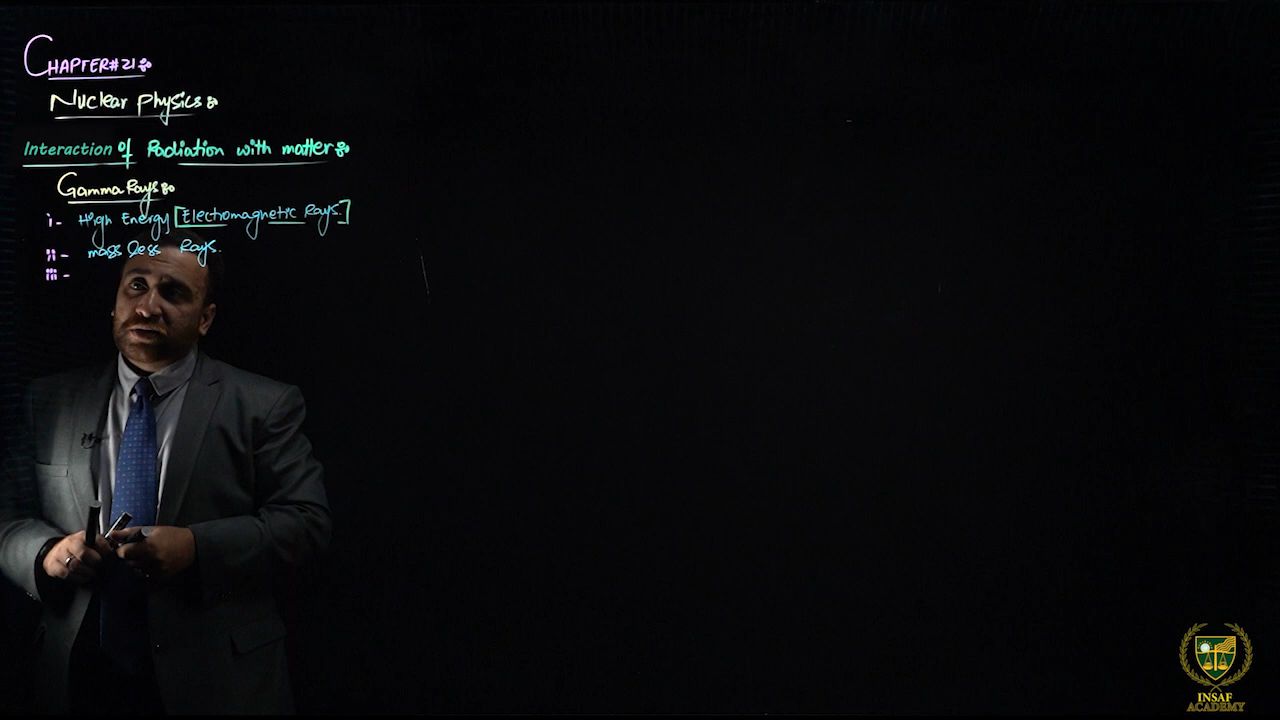 CHAPTER#21:
Nuclear Physics:
Interaction of Radiation with matter:
Gamma Rays:
i- High Energy [Electromagnetic Rays.]
ii- mass less Rays.
iii-
INSAF
ACADEMY